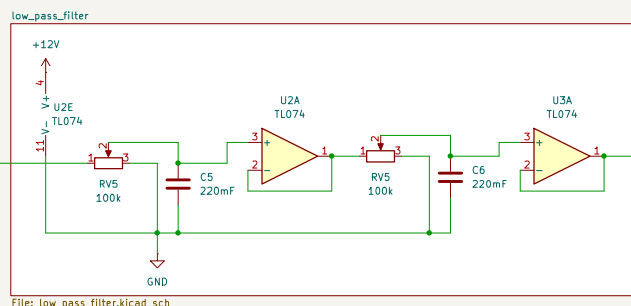 low_pass_filter
+12V
4
V+
U2E
TL074
V-
11
1
2
3
RV5
100k
C5
220mF
U2A
TL074
3
+
2
-
1
1
2
3
RV5
100k
C6
220mF
U3A
TL074
3
+
2
-
1
GND
File: low_pass_filter.kicad_sch